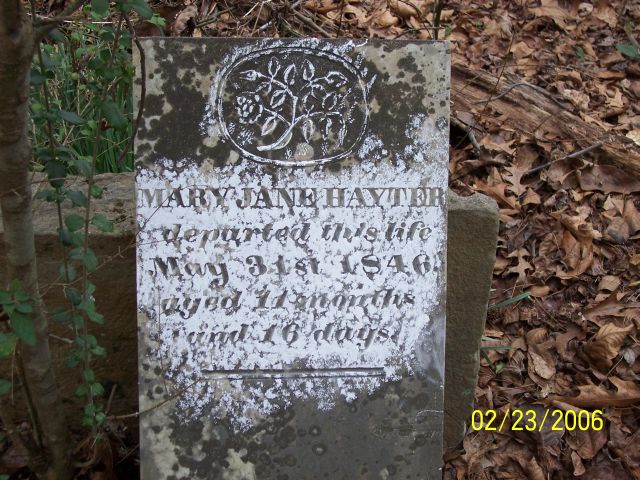 MARY JANE HAYTER
departed this life
May 31st 1846.
aged 11 months
and 16 days.
02/23/2006